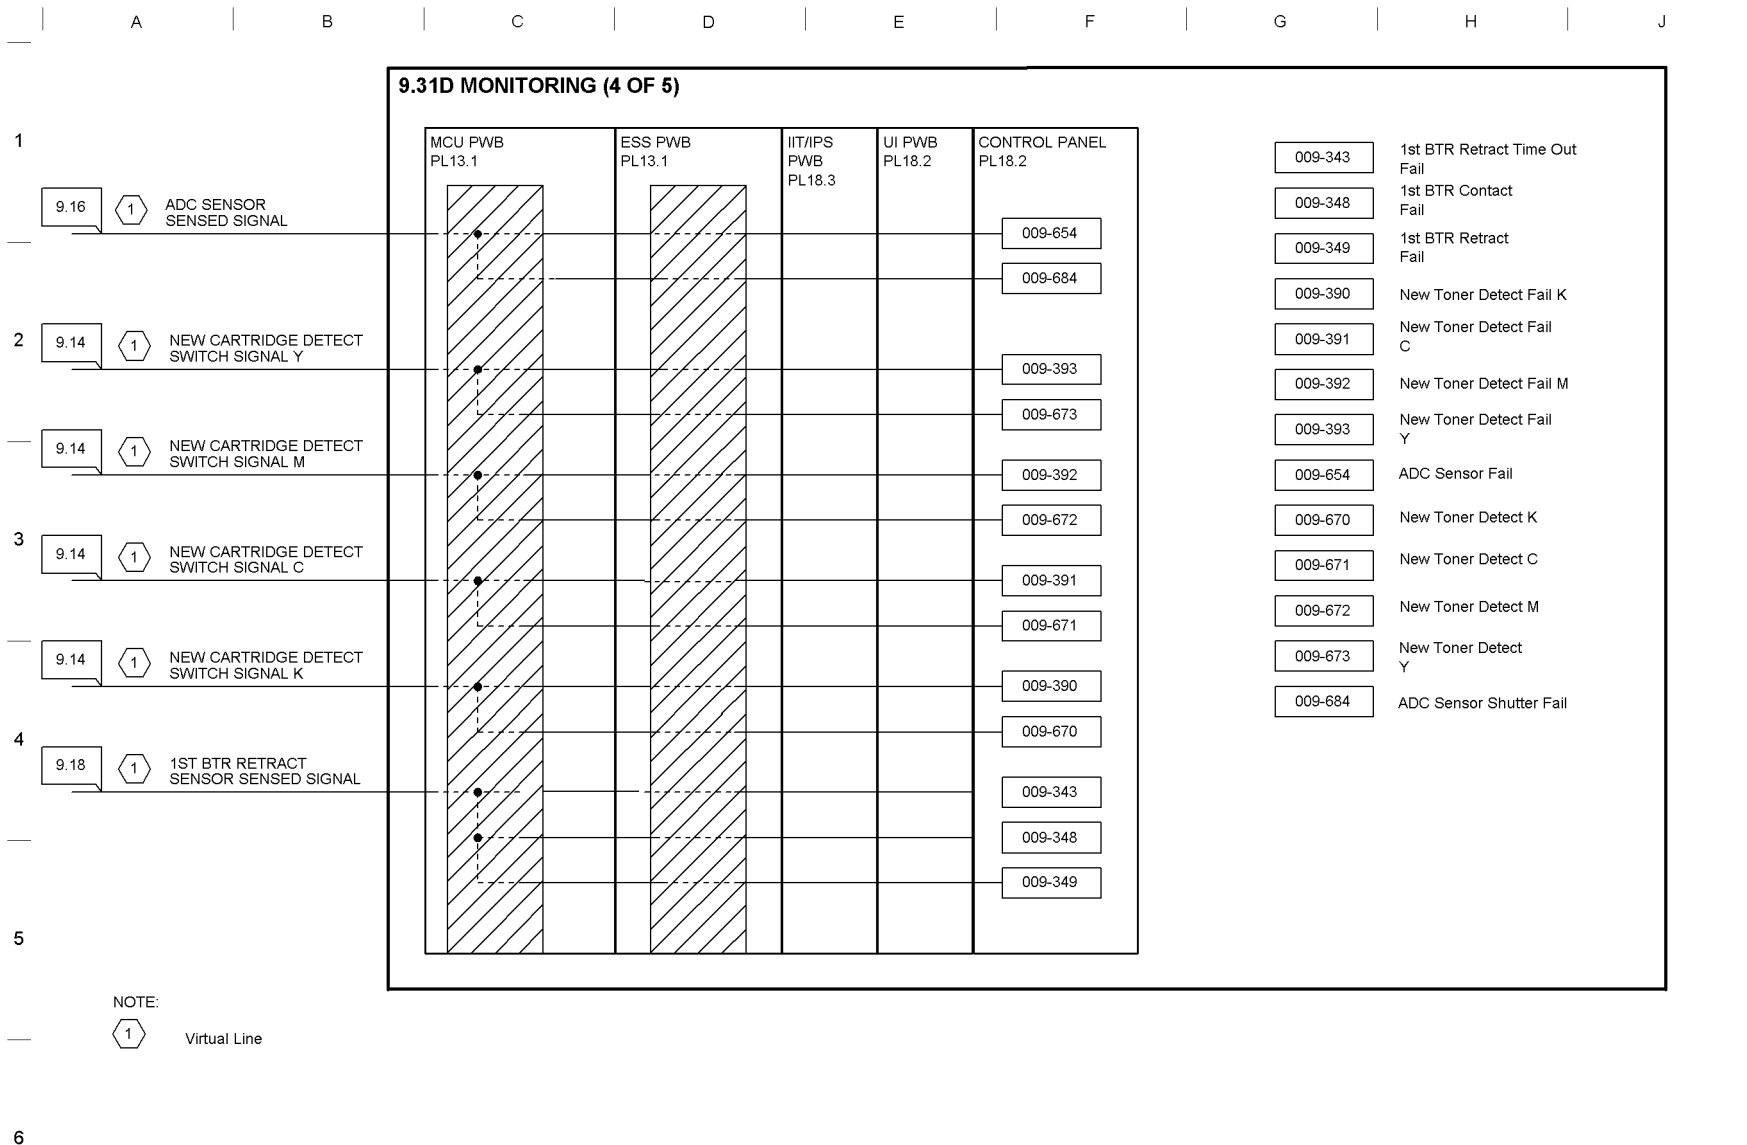 A B C D E F G H J
9.31D MONITORING (4 OF 5)
1
MCU PWB
PL13.1
ESS PWB
PL13.1
IIT/IPS
PWB
PL18.3
UI PWB
PL18.2
CONTROL PANEL
PL18.2
9.16
1
ADC SENSOR
SENSED SIGNAL
009-654
009-684
2
9.14
1
NEW CARTRIDGE DETECT
SWITCH SIGNAL Y
009-393
009-673
9.14
1
NEW CARTRIDGE DETECT
SWITCH SIGNAL M
009-392
009-672
3
9.14
1
NEW CARTRIDGE DETECT
SWITCH SIGNAL C
009-391
009-671
9.14
1
NEW CARTRIDGE DETECT
SWITCH SIGNAL K
009-390
009-670
4
9.18
1
1ST BTR RETRACT
SENSOR SENSED SIGNAL
009-343
009-348
009-349
5
009-343
1st BTR Retract Time Out
Fail
009-348
1st BTR Contact
Fail
009-349
1st BTR Retract
Fail
009-390
New Toner Detect Fail K
009-391
New Toner Detect Fail
C
009-392
New Toner Detect Fail M
009-393
New Toner Detect Fail
Y
009-654
ADC Sensor Fail
009-670
New Toner Detect K
009-671
New Toner Detect C
009-672
New Toner Detect M
009-673
New Toner Detect
Y
009-684
ADC Sensor Shutter Fail
NOTE:
1
Virtual Line
6